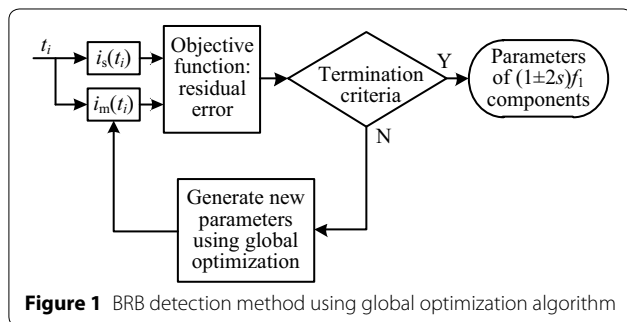 t_i
i_s(t_i)
i_m(t_i)
Objective
function:
residual
error
Termination
criteria
Y
N
Parameters
of (1±2s)f_1
components
Generate new
parameters
using global
optimization
Figure 1 BRB detection method using global optimization algorithm